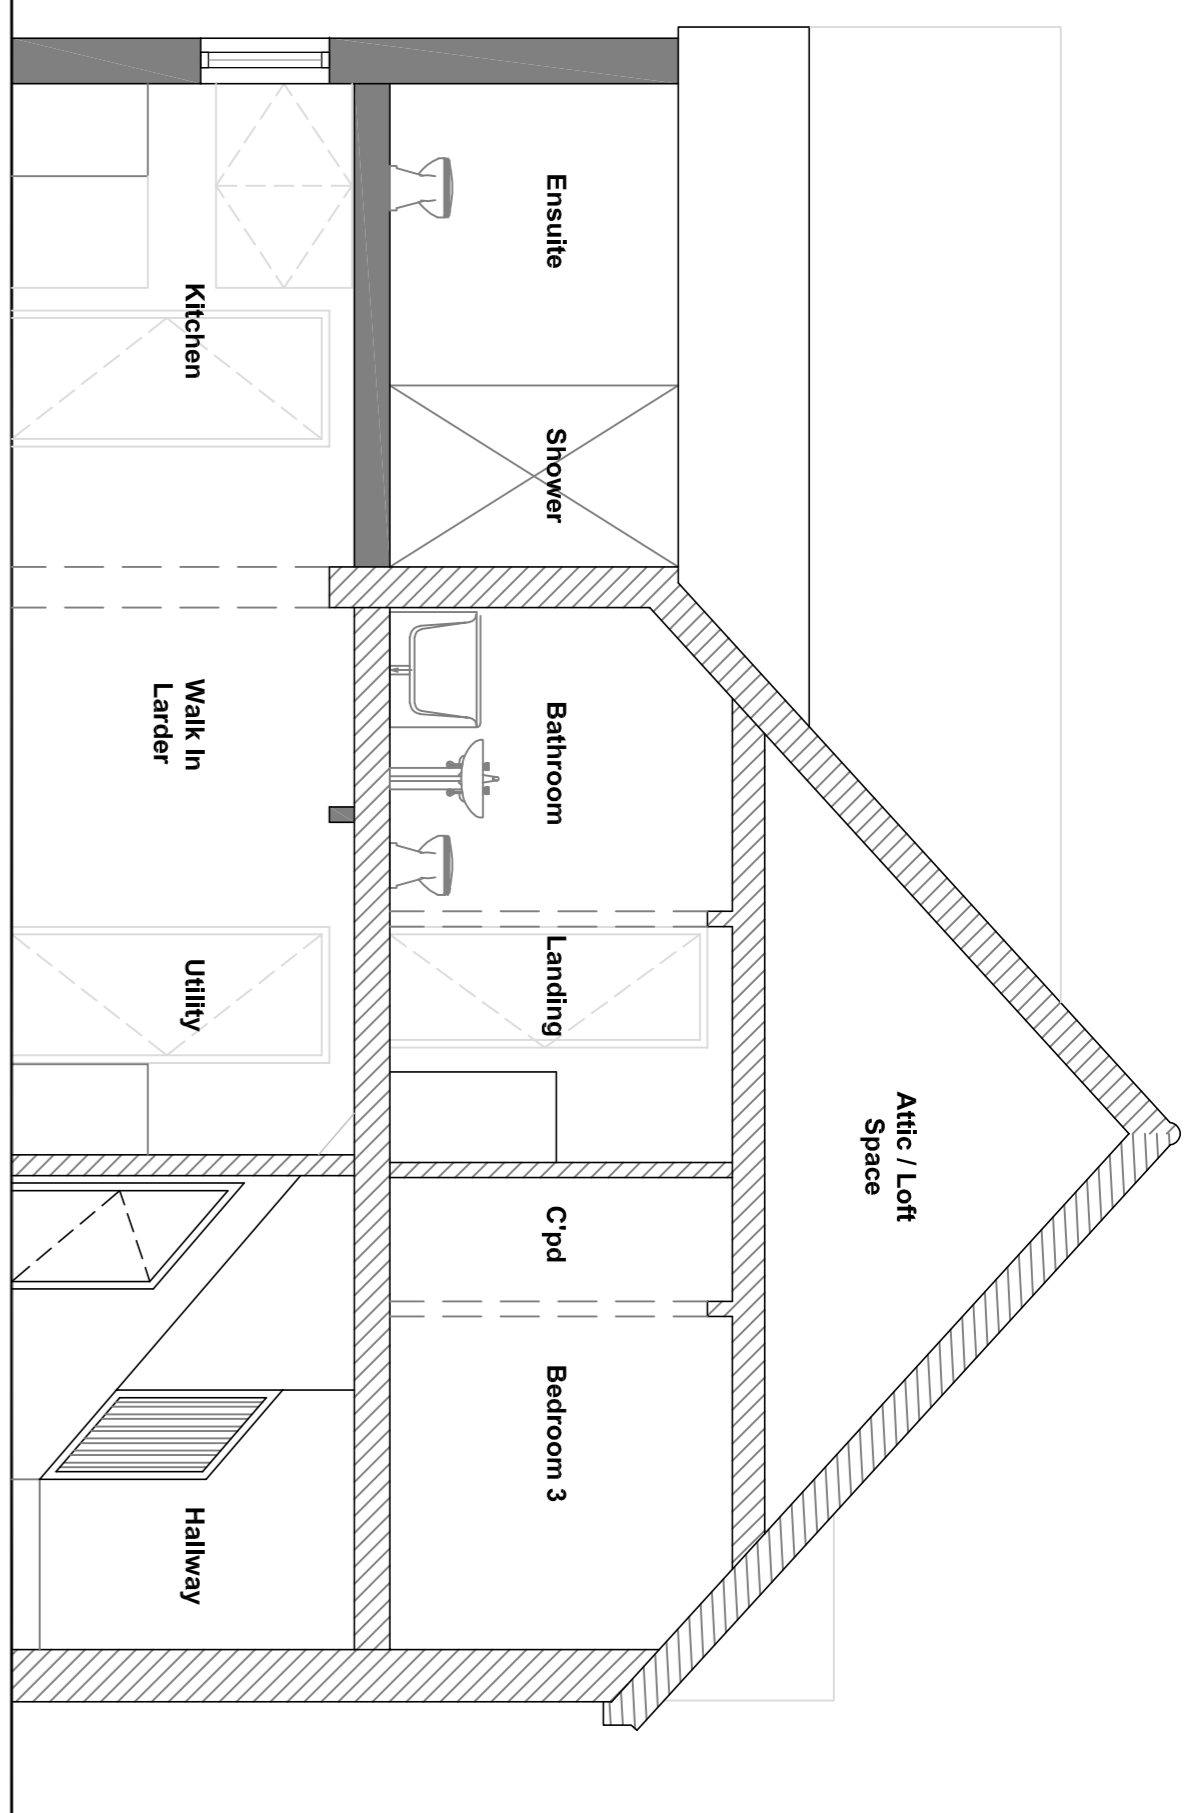 Attic / Loft
Space
Ensuite
Shower
Bathroom
Landing
C'pd
Bedroom 3
Kitchen
Walk In
Larder
Utility
Hallway